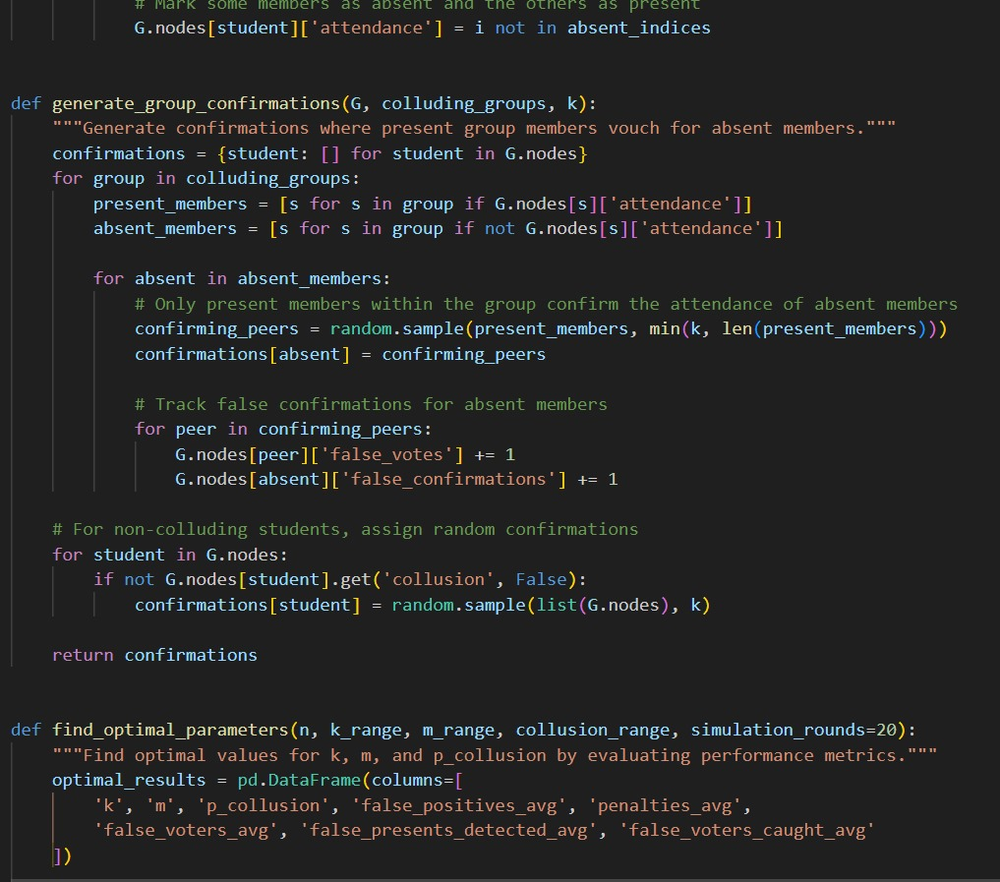 # Mark some members as absent and the others as present
G.nodes[student]['attendance'] = i not in absent_indices
def generate_group_confirmations(G, colluding_groups, k):
"""Generate confirmations where present group members vouch for absent members."""
confirmations = {student: [] for student in G.nodes}
for group in colluding_groups:
present_members = [s for s in group if G.nodes[s]['attendance']]
absent_members = [s for s in group if not G.nodes[s]['attendance']]
for absent in absent_members:
# Only present members within the group confirm the attendance of absent members
confirming_peers = random.sample(present_members, min(k, len(present_members)))
confirmations[absent] = confirming_peers
# Track false confirmations for absent members
for peer in confirming_peers:
G.nodes[peer]['false_votes'] += 1
G.nodes[absent]['false_confirmations'] += 1
# For non-colluding students, assign random confirmations
for student in G.nodes:
if not G.nodes[student].get('collusion', False):
confirmations[student] = random.sample(list(G.nodes), k)
return confirmations
def find_optimal_parameters(n, k_range, m_range, collusion_range, simulation_rounds=20):
"""Find optimal values for k, m, and p_collusion by evaluating performance metrics."""
optimal_results = pd.DataFrame(columns=[
'k', 'm', 'p_collusion', 'false_positives_avg', 'penalties_avg',
'false_voters_avg', 'false_presents_detected_avg', 'false_voters_caught_avg'
])